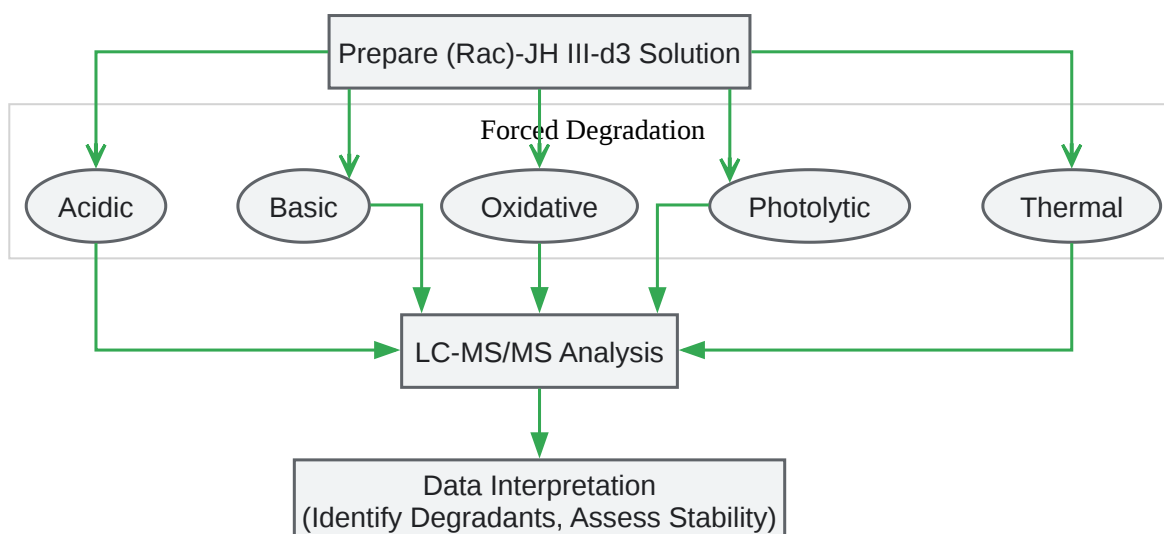 Prepare (Rac)-JH III-d3 Solution
Forced Degradation
Acidic
Basic
Oxidative
Photolytic
Thermal
LC-MS/MS Analysis
Data Interpretation
(Identify Degradants, Assess Stability)